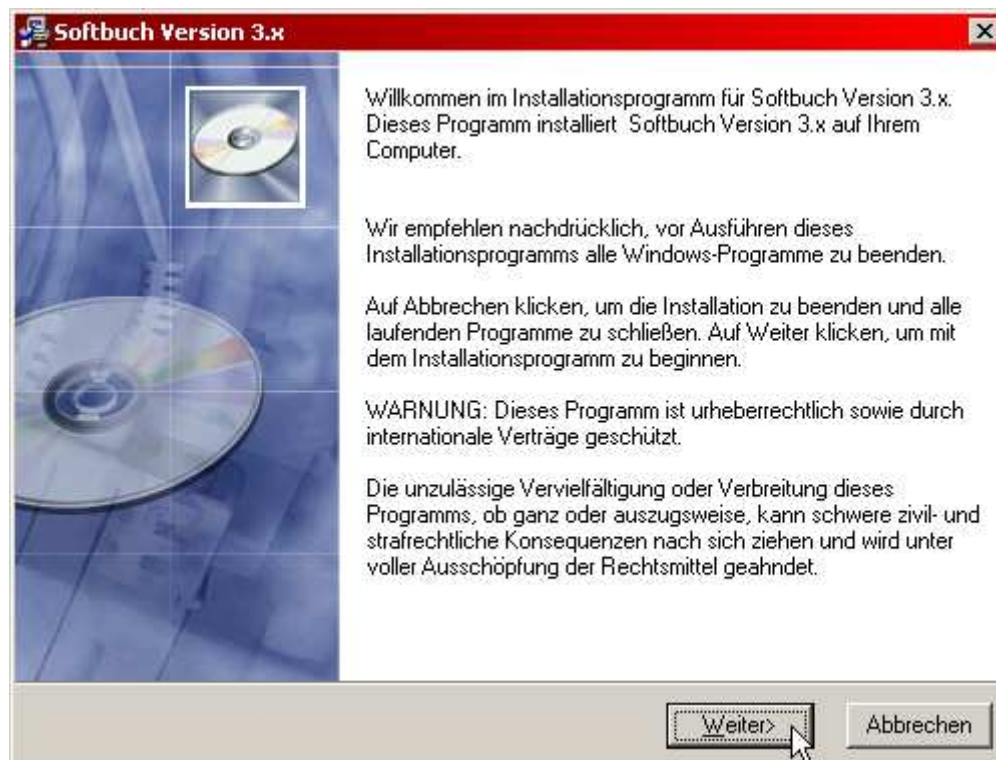 Softbuch Version 3.x
Willkommen im Installationsprogramm für Softbuch Version 3.x.
Dieses Programm installiert Softbuch Version 3.x auf Ihrem
Computer.
Wir empfehlen nachdrücklich, vor Ausführen dieses
Installationsprogramms alle Windows-Programme zu beenden.
Auf Abbrechen klicken, um die Installation zu beenden und alle
laufenden Programme zu schließen. Auf Weiter klicken, um mit
dem Installationsprogramm zu beginnen.
WARNUNG: Dieses Programm ist urheberrechtlich sowie durch
internationale Verträge geschützt.
Die unzulässige Vervielfältigung oder Verbreitung dieses
Programms, ob ganz oder auszugsweise, kann schwere zivil- und
strafrechtliche Konsequenzen nach sich ziehen und wird unter
voller Ausschöpfung der Rechtsmittel geahndet.
Weiter> Abbrechen